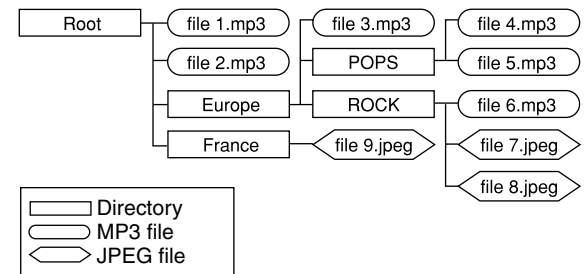 Root file 1.mp3 file 3.mp3 file 4.mp3
file 2.mp3 POPS file 5.mp3
Europe ROCK file 6.mp3
France file 9.jpeg file 7.jpeg
file 8.jpeg
Directory
MP3 file
JPEG file